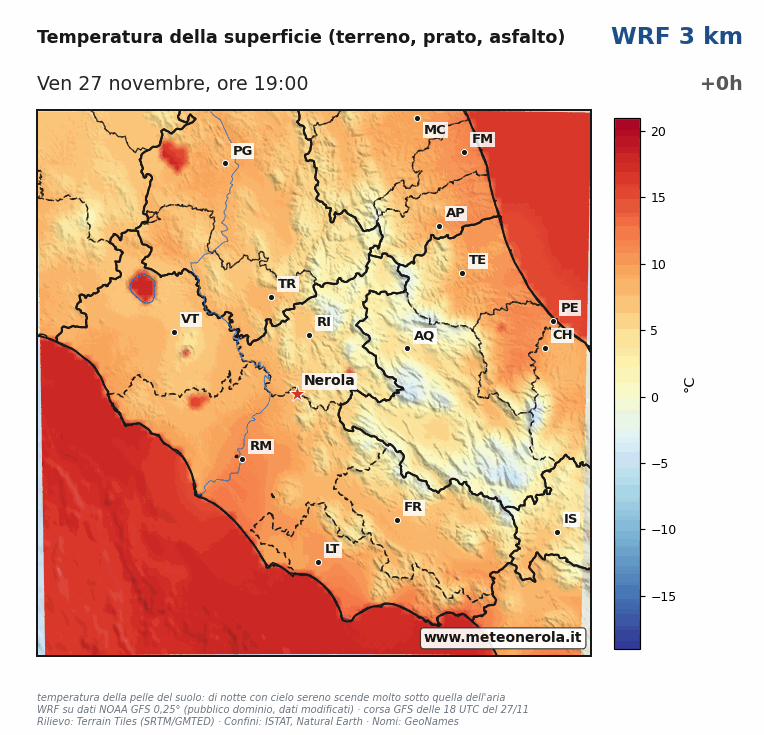 Temperatura della superficie (terreno, prato, asfalto)
WRF 3 km
Ven 27 novembre, ore 19:00
+0h
MC
FM
PG
AP
TE
TR
PE
VT
RI
CH
AQ
Nerola
RM
FR
IS
LT
www.meteonerola.it
20
15
10
5
0
−5
−10
−15
°C
temperatura della pelle del suolo: di notte con cielo sereno scende molto sotto quella dell'aria
WRF su dati NOAA GFS 0,25° (pubblico dominio, dati modificati) · corsa GFS delle 18 UTC del 27/11
Rilievo: Terrain Tiles (SRTM/GMTED) · Confini: ISTAT, Natural Earth · Nomi: GeoNames